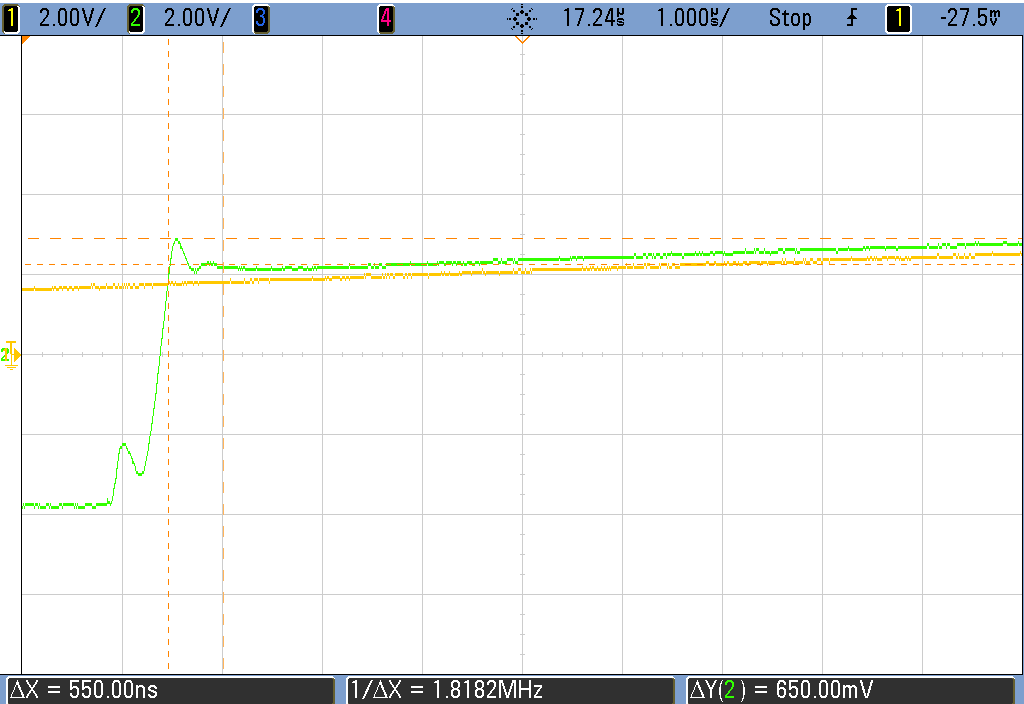 1 2.00V/ 2 2.00V/ 3 4 17.24µs 1.000µs/ Stop 1 -27.5mV
2
ΔX = 550.00ns 1/ΔX = 1.8182MHz ΔY(2) = 650.00mV